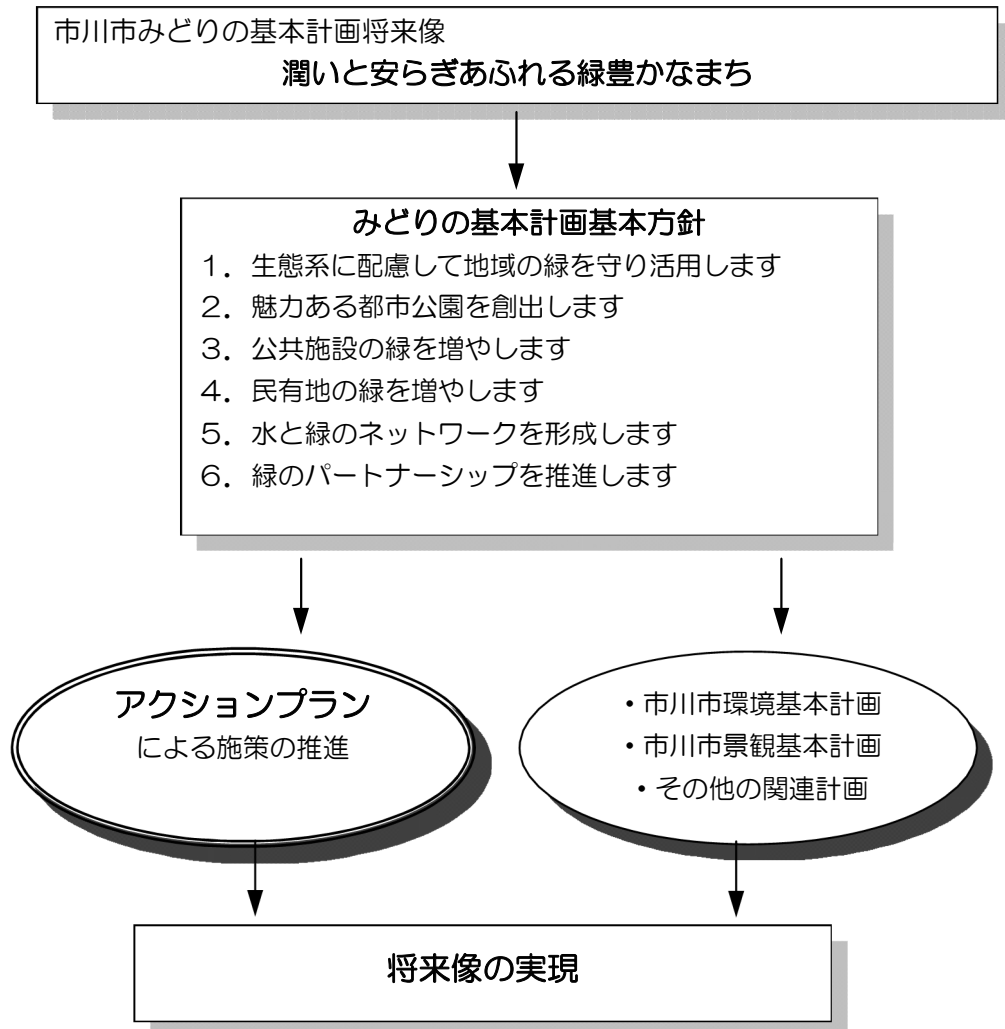 市川市みどりの基本計画将来像
潤いと安らぎあふれる緑豊かなまち
みどりの基本計画基本方針
１．生態系に配慮して地域の緑を守り活用します
２．魅力ある都市公園を創出します
３．公共施設の緑を増やします
４．民有地の緑を増やします
５．水と緑のネットワークを形成します
６．緑のパートナーシップを推進します
アクションプラン
による施策の推進
・市川市環境基本計画
・市川市景観基本計画
・その他の関連計画
将来像の実現